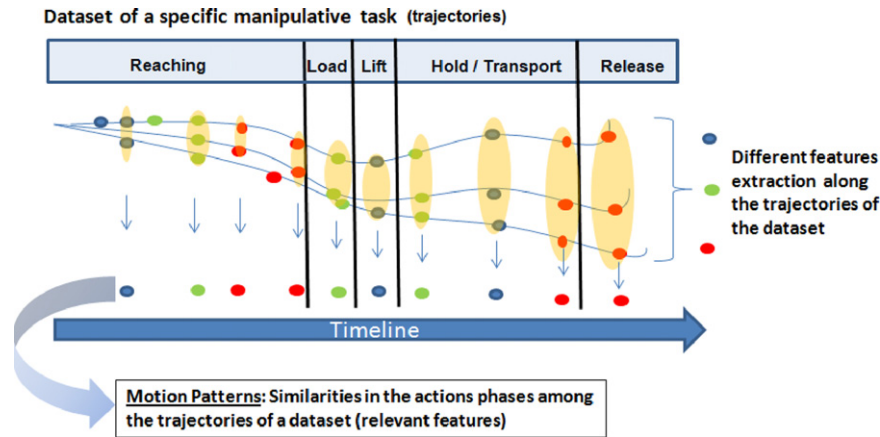 Dataset of a specific manipulative task (trajectories)
Reaching
Load
Lift
Hold / Transport
Release
Different features
extraction along
the trajectories of
the dataset
Timeline
Motion Patterns: Similarities in the actions phases among
the trajectories of a dataset (relevant features)